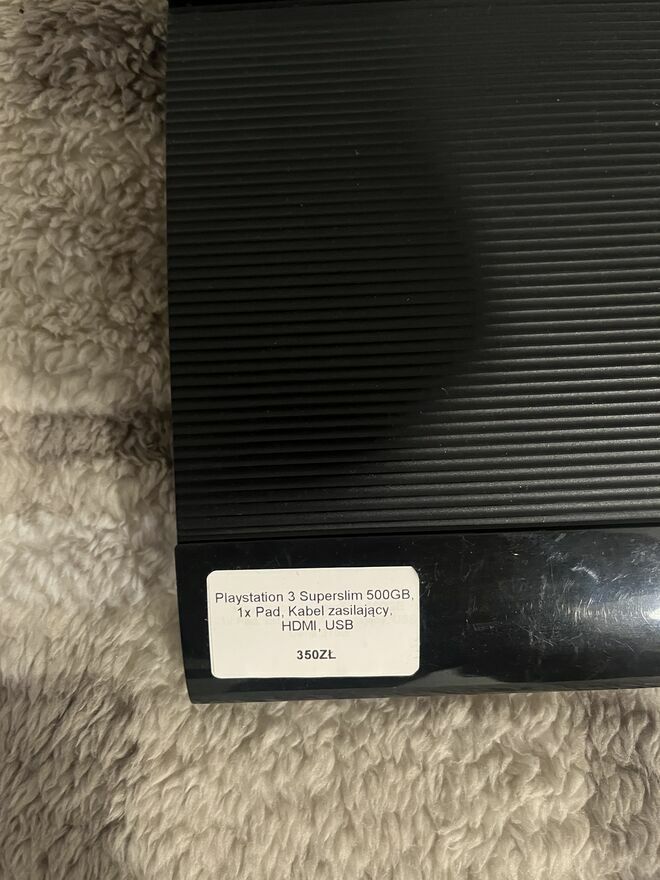 Playstation 3 Superslim 500GB,
1x Pad, Kabel zasilający,
HDMI, USB
350ZŁ